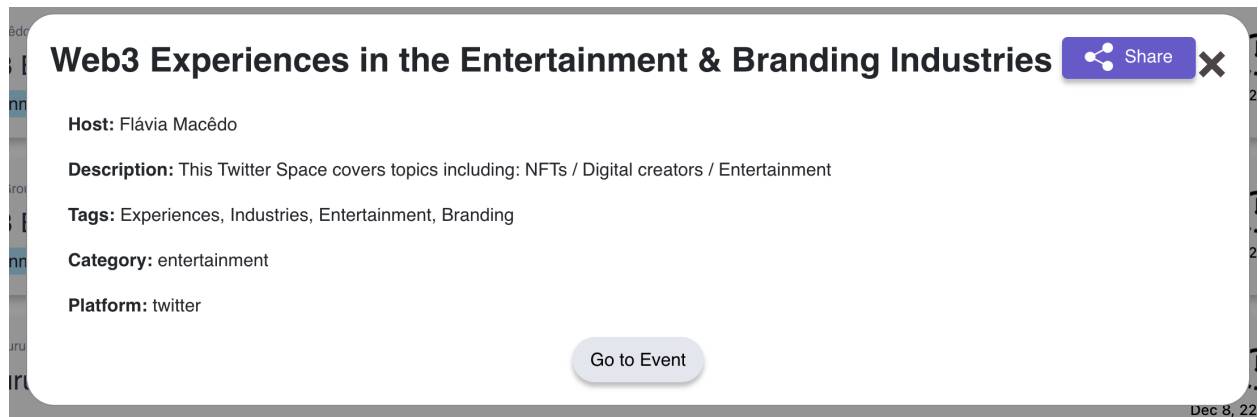 Web3 Experiences in the Entertainment & Branding Industries
Share
Host: Flávia Macêdo
Description: This Twitter Space covers topics including: NFTs / Digital creators / Entertainment
Tags: Experiences, Industries, Entertainment, Branding
Category: entertainment
Platform: twitter
Go to Event
Dec 8, 22